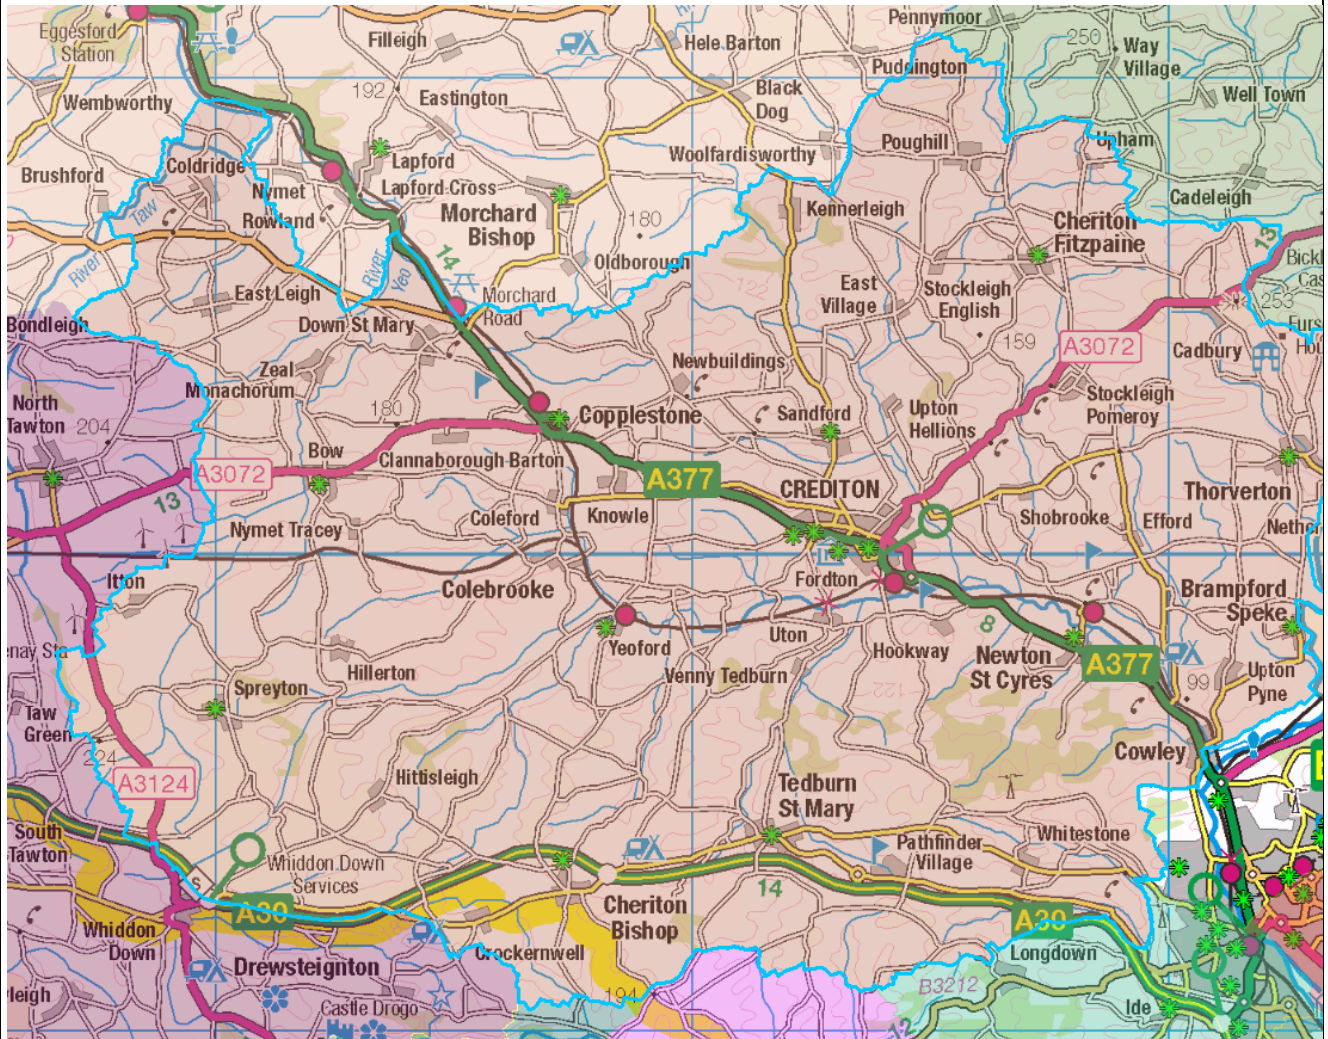 Eggesford
Station
Filleigh
Hele Barton
Pennymoor
250
Way
Village
Puddington
Wembworthy
192
Eastington
Black
Dog
Well Town
Coldridge
Lapford
Woolfardisworthy
Poughill
Upham
Brushford
Nymet
Rowland
Lapford Cross
Cadeleigh
Taw
River
Morchard
Bishop
180
Kennerleigh
Cheriton
Fitzpaine
13
14
River
Yeo
Oldborough
East Leigh
Morchard
Road
East
Village
Stockleigh
English
253
Bondleigh
Down St Mary
159
A3072
Cadbury
Zeal
Monachorum
Newbuildings
Stockleigh
Pomeroy
North
Tawton
204
180
Copplestone
Sandford
Upton
Hellions
Bow
Clannaborough Barton
A3072
13
A377
CREDITON
Thorverton
Nymet Tracey
Coleford
Knowle
Shobrooke
Efford
Itton
Colebrooke
Fordton
Brampford
Speke
8
Yeoford
Uton
Hookway
Newton
St Cyres
A377
Hillerton
Venny Tedburn
Upton
Pyne
Spreyton
122
99
Taw
Green
224
Cowley
A3124
Hittisleigh
Tedburn
St Mary
South
Tawton
Whiddon Down
Services
Pathfinder
Village
Whitestone
6
14
A30
Cheriton
Bishop
A30
Whiddon
Down
Crockernwell
Longdown
Drewsteignton
194
B3212
Castle Drogo
Ide
12